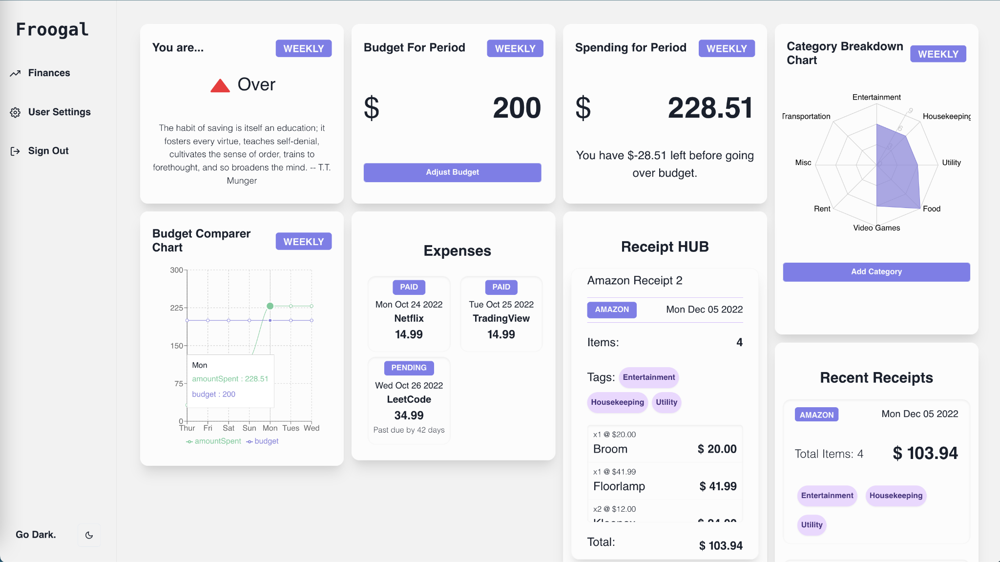 Froogal
Finances
User Settings
Sign Out
Go Dark.
You are...
WEEKLY
Over
The habit of saving is itself an education; it
fosters every virtue, teaches self-denial,
cultivates the sense of order, trains to
forethought, and so broadens the mind. -- T.T.
Munger
Budget For Period
WEEKLY
$ 200
Adjust Budget
Spending for Period
WEEKLY
$ 228.51
You have $-28.51 left before going
over budget.
Category Breakdown
Chart
WEEKLY
Entertainment
Transportation
Housekeeping
9
6
3
Misc
Utility
Rent
Food
Video Games
Add Category
Budget Comparer
Chart
WEEKLY
300
225
150
75
0
Mon
amountSpent : 228.51
budget : 200
Thur Fri Sat Sun Mon Tues Wed
amountSpent budget
Expenses
PAID
Mon Oct 24 2022
Netflix
14.99
PAID
Tue Oct 25 2022
TradingView
14.99
PENDING
Wed Oct 26 2022
LeetCode
34.99
Past due by 42 days
Receipt HUB
Amazon Receipt 2
AMAZON Mon Dec 05 2022
Items: 4
Tags: Entertainment
Housekeeping Utility
x1 @ $20.00
Broom $ 20.00
x1 @ $41.99
Floorlamp $ 41.99
x2 @ $12.00
Total: $ 103.94
Recent Receipts
AMAZON Mon Dec 05 2022
Total Items: 4 $ 103.94
Entertainment Housekeeping
Utility